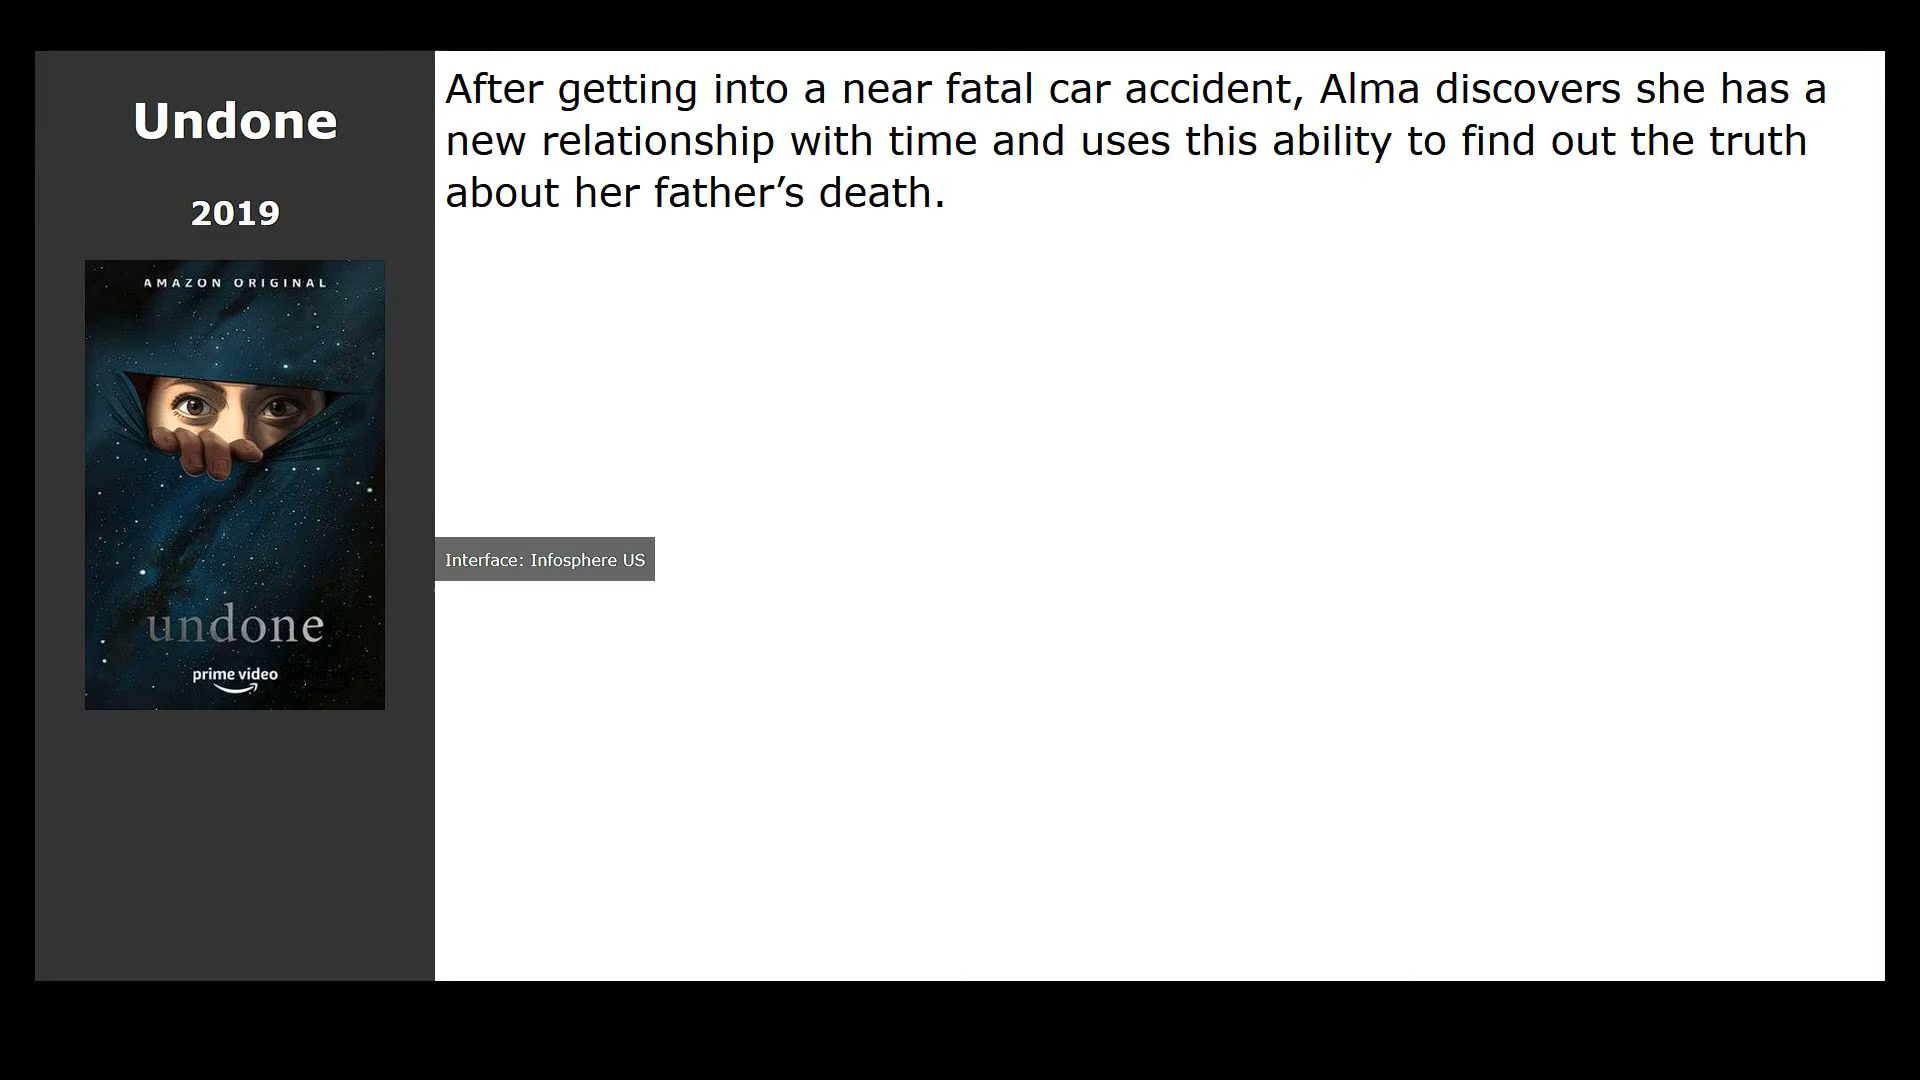 Undone
2019
AMAZON ORIGINAL
undone
prime video
After getting into a near fatal car accident, Alma discovers she has a
new relationship with time and uses this ability to find out the truth
about her father’s death.
Interface: Infosphere US